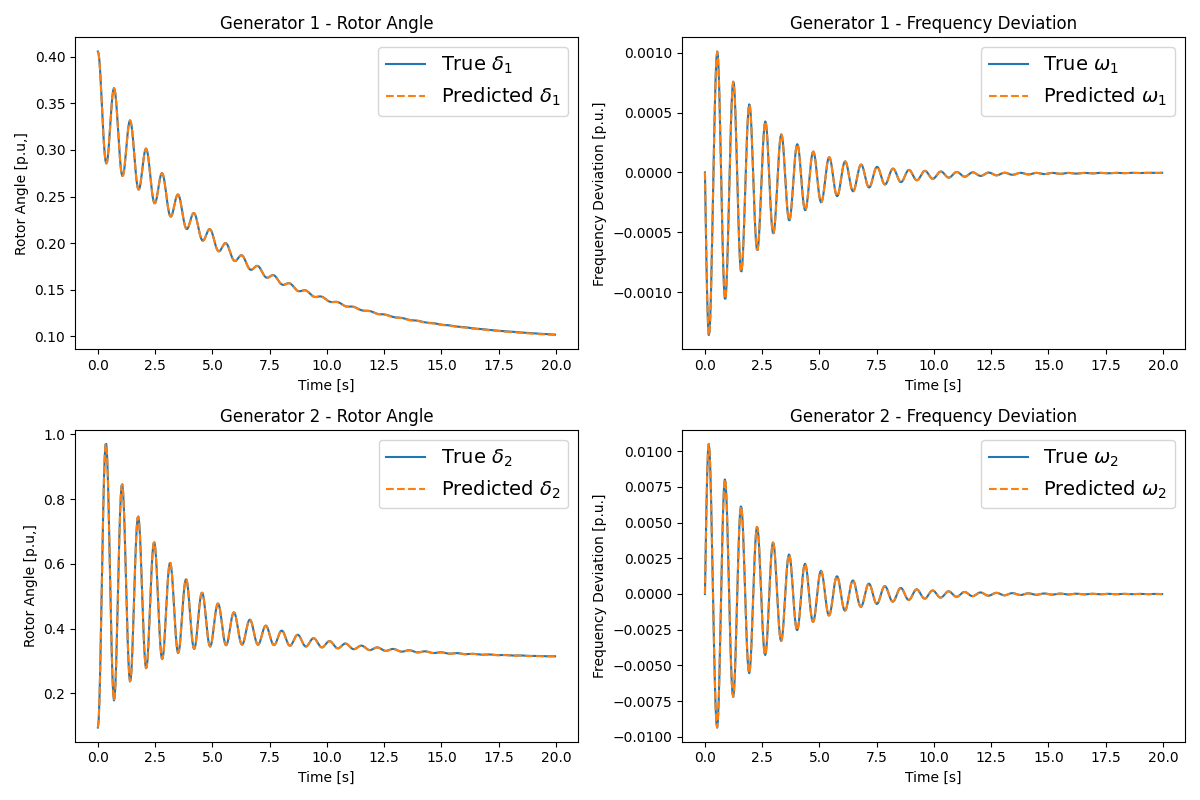 Generator 1 - Rotor Angle
True δ₁
Predicted δ₁
0.40
0.35
0.30
0.25
0.20
0.15
0.10
Rotor Angle [p.u,]
0.0 2.5 5.0 7.5 10.0 12.5 15.0 17.5 20.0
Time [s]
Generator 1 - Frequency Deviation
True ω₁
Predicted ω₁
0.0010
0.0005
0.0000
−0.0005
−0.0010
Frequency Deviation [p.u.]
0.0 2.5 5.0 7.5 10.0 12.5 15.0 17.5 20.0
Time [s]
Generator 2 - Rotor Angle
True δ₂
Predicted δ₂
1.0
0.8
0.6
0.4
0.2
Rotor Angle [p.u,]
0.0 2.5 5.0 7.5 10.0 12.5 15.0 17.5 20.0
Time [s]
Generator 2 - Frequency Deviation
True ω₂
Predicted ω₂
0.0100
0.0075
0.0050
0.0025
0.0000
−0.0025
−0.0050
−0.0075
−0.0100
Frequency Deviation [p.u.]
0.0 2.5 5.0 7.5 10.0 12.5 15.0 17.5 20.0
Time [s]